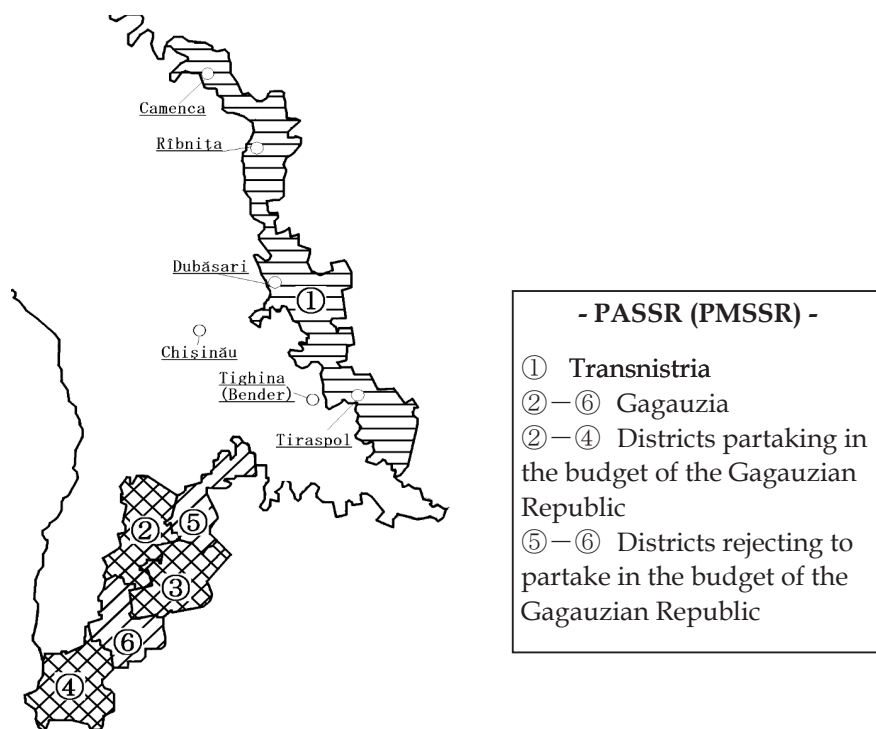 Camenca
Rîbniţa
Dubăsari
①
Chişinău
Tighina
(Bender)
Tiraspol
②
⑤
③
⑥
④
- PASSR (PMSSR) -
① Transnistria
②－⑥ Gagauzia
②－④ Districts partaking in
the budget of the Gagauzian
Republic
⑤－⑥ Districts rejecting to
partake in the budget of the
Gagauzian Republic